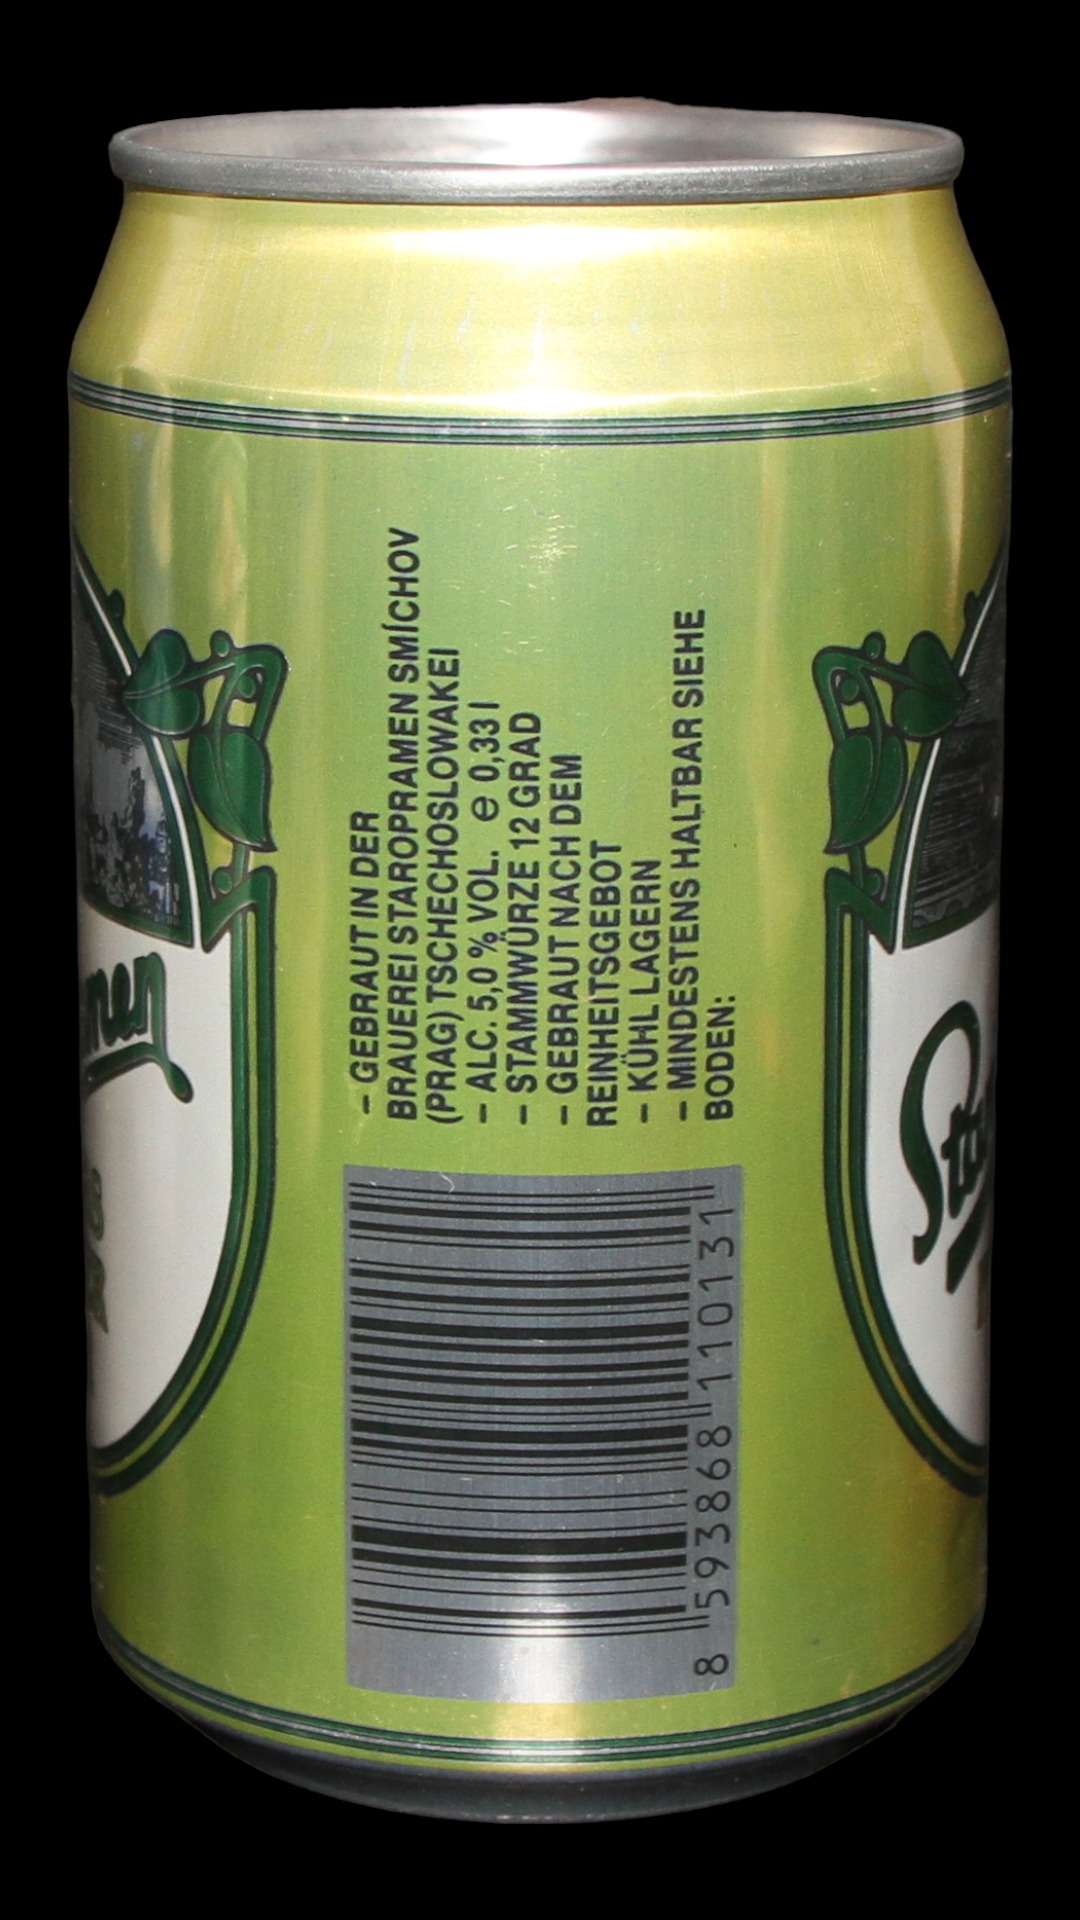 - GEBRAUT IN DER
BRAUEREI STAROPRAMEN SMÍCHOV
(PRAG) TSCHECHOSLOWAKEI
- ALC. 5,0 % VOL. e 0,33 l
- STAMMWÜRZE 12 GRAD
- GEBRAUT NACH DEM
REINHEITSGEBOT
- KÜHL LAGERN
- MINDESTENS HALTBAR SIEHE
BODEN:
8 593868 110131